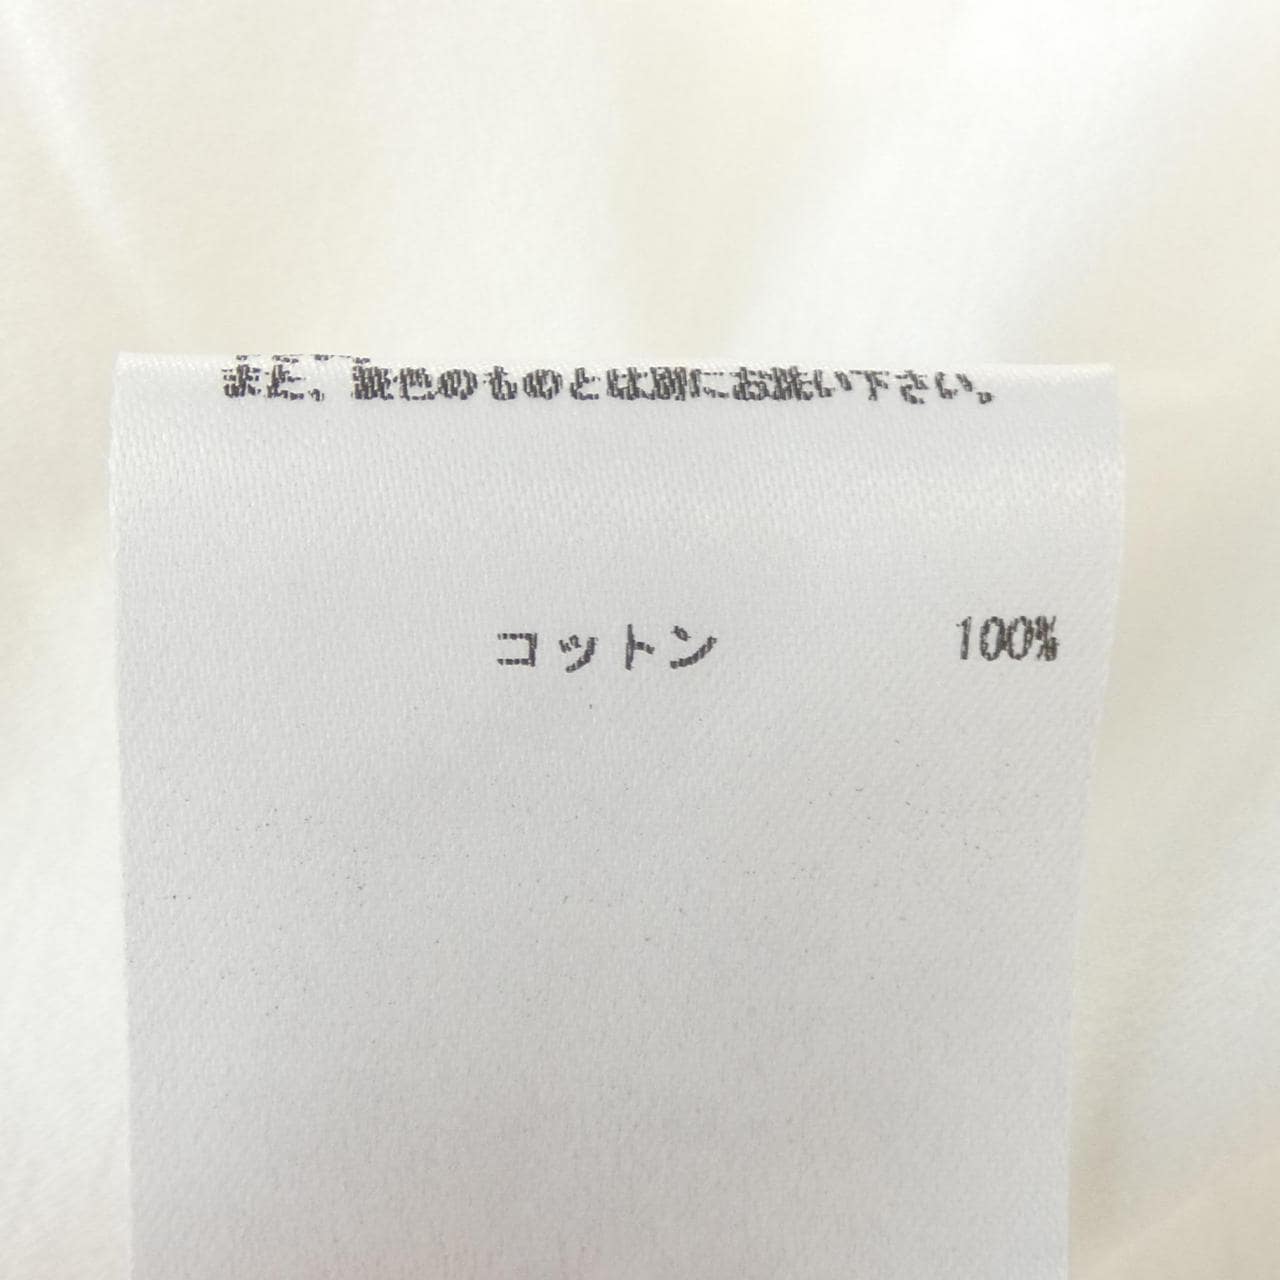 また、淡色のものとは別にお洗い下さい。
コットン 100%